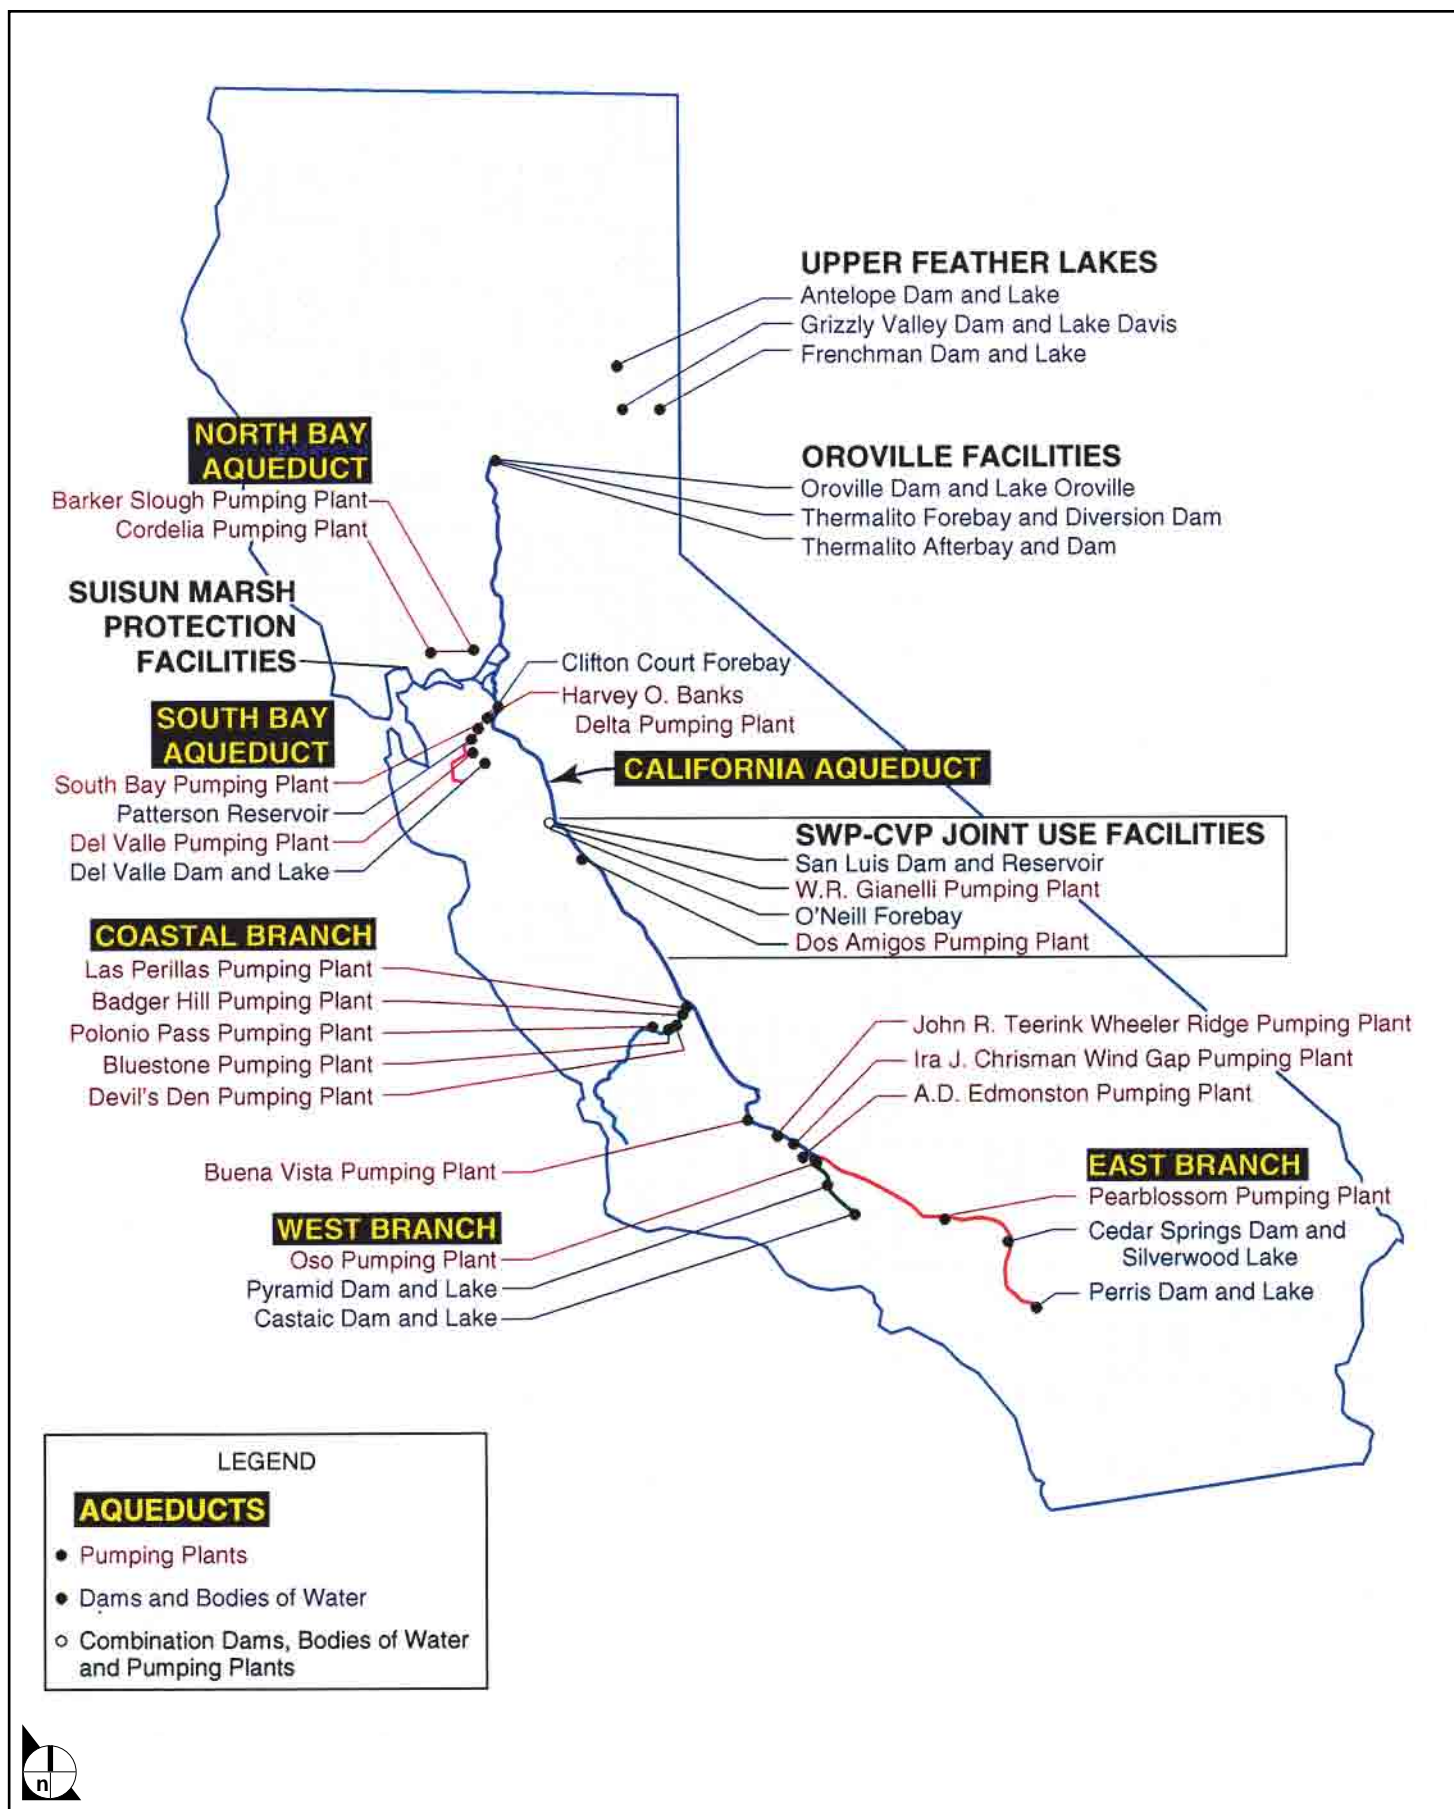 UPPER FEATHER LAKES
Antelope Dam and Lake
Grizzly Valley Dam and Lake Davis
Frenchman Dam and Lake
NORTH BAY
AQUEDUCT
Barker Slough Pumping Plant
Cordelia Pumping Plant
OROVILLE FACILITIES
Oroville Dam and Lake Oroville
Thermalito Forebay and Diversion Dam
Thermalito Afterbay and Dam
SUISUN MARSH
PROTECTION
FACILITIES
Clifton Court Forebay
Harvey O. Banks
Delta Pumping Plant
SOUTH BAY
AQUEDUCT
South Bay Pumping Plant
Patterson Reservoir
Del Valle Pumping Plant
Del Valle Dam and Lake
CALIFORNIA AQUEDUCT
SWP-CVP JOINT USE FACILITIES
San Luis Dam and Reservoir
W.R. Gianelli Pumping Plant
O'Neill Forebay
Dos Amigos Pumping Plant
COASTAL BRANCH
Las Perillas Pumping Plant
Badger Hill Pumping Plant
Polonio Pass Pumping Plant
Bluestone Pumping Plant
Devil's Den Pumping Plant
John R. Teerink Wheeler Ridge Pumping Plant
Ira J. Chrisman Wind Gap Pumping Plant
A.D. Edmonston Pumping Plant
Buena Vista Pumping Plant
WEST BRANCH
Oso Pumping Plant
Pyramid Dam and Lake
Castaic Dam and Lake
EAST BRANCH
Pearblossom Pumping Plant
Cedar Springs Dam and
Silverwood Lake
Perris Dam and Lake
LEGEND
AQUEDUCTS
Pumping Plants
Dams and Bodies of Water
Combination Dams, Bodies of Water
and Pumping Plants
n